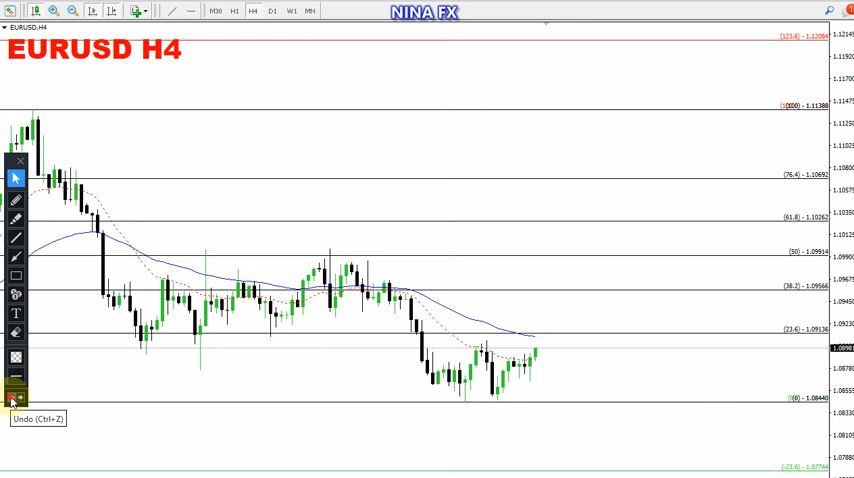 M30 H1 H4 D1 W1 MN
NINA FX
EURUSD,H4
EURUSD H4
(123.6) - 1.12084
(100) - 1.11388
(76.4) - 1.10692
(61.8) - 1.10262
(50) - 1.09914
(38.2) - 1.09566
(23.6) - 1.09136
(0) - 1.08440
(-23.6) - 1.07744
1.12145
1.11920
1.11700
1.11475
1.11250
1.11025
1.10800
1.10575
1.10350
1.10125
1.09900
1.09675
1.09450
1.09230
1.08981
1.08780
1.08555
1.08330
1.08105
1.07880
T
Undo (Ctrl+Z)